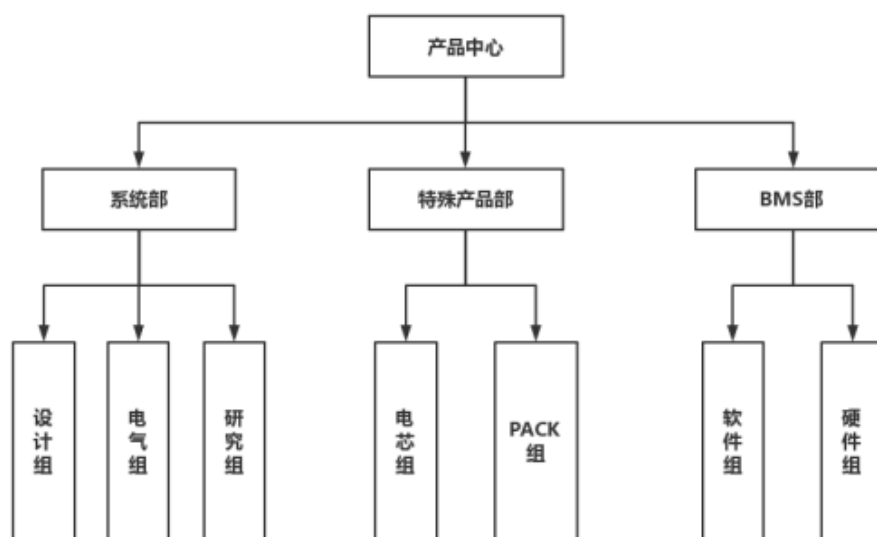 产品中心
系统部
特殊产品部
BMS部
设计组
电气组
研究组
电芯组
PACK
组
软件组
硬件组